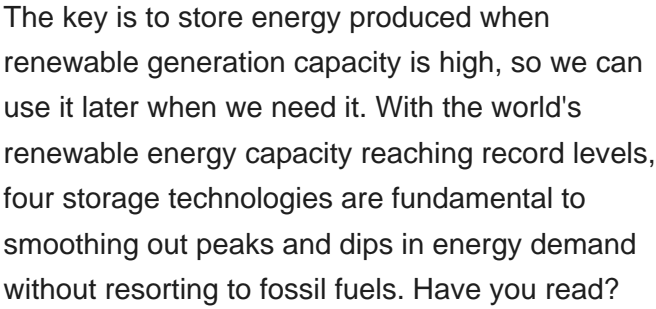 The key is to store energy produced when
renewable generation capacity is high, so we can
use it later when we need it. With the world's
renewable energy capacity reaching record levels,
four storage technologies are fundamental to
smoothing out peaks and dips in energy demand
without resorting to fossil fuels. Have you read?